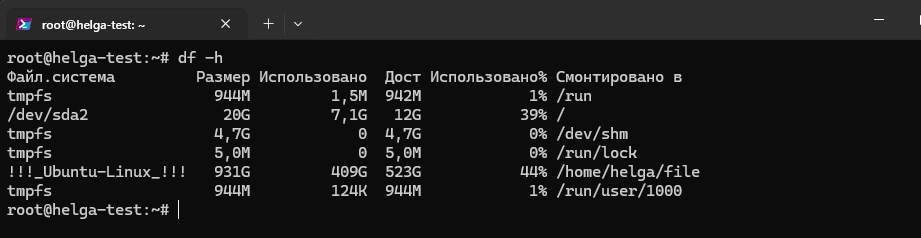 root@helga-test: ~
root@helga-test:~# df -h
Файл.система Размер Использовано Дост Использовано% Смонтировано в
tmpfs 944M 1,5M 942M 1% /run
/dev/sda2 20G 7,1G 12G 39% /
tmpfs 4,7G 0 4,7G 0% /dev/shm
tmpfs 5,0M 0 5,0M 0% /run/lock
!!!_Ubuntu-Linux_!!! 931G 409G 523G 44% /home/helga/file
tmpfs 944M 124K 944M 1% /run/user/1000
root@helga-test:~#